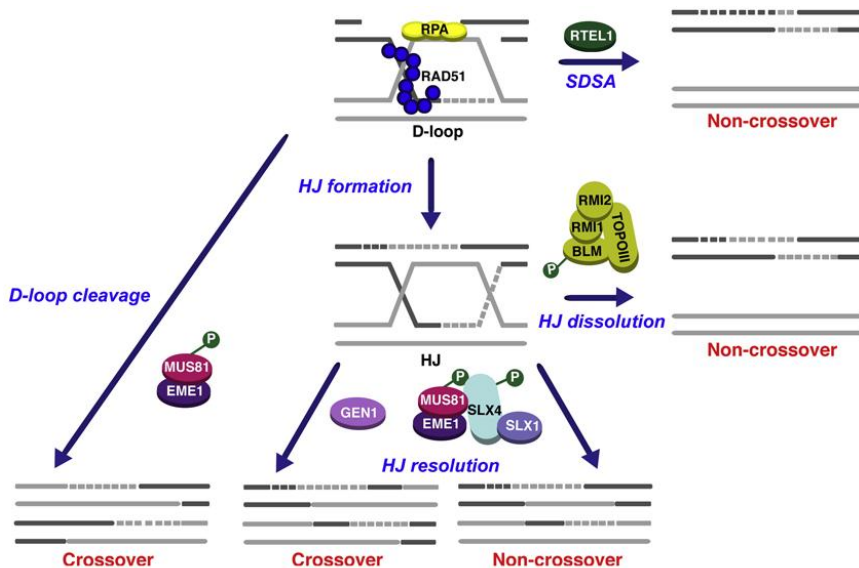 RPA
RTEL1
RAD51
SDSA
D-loop
Non-crossover
HJ formation
RMI2
RMI1
TOPOIII
BLM
P
D-loop cleavage
HJ dissolution
P
HJ
Non-crossover
MUS81
EME1
P
P
GEN1
MUS81
SLX4
EME1
SLX1
HJ resolution
Crossover
Crossover
Non-crossover